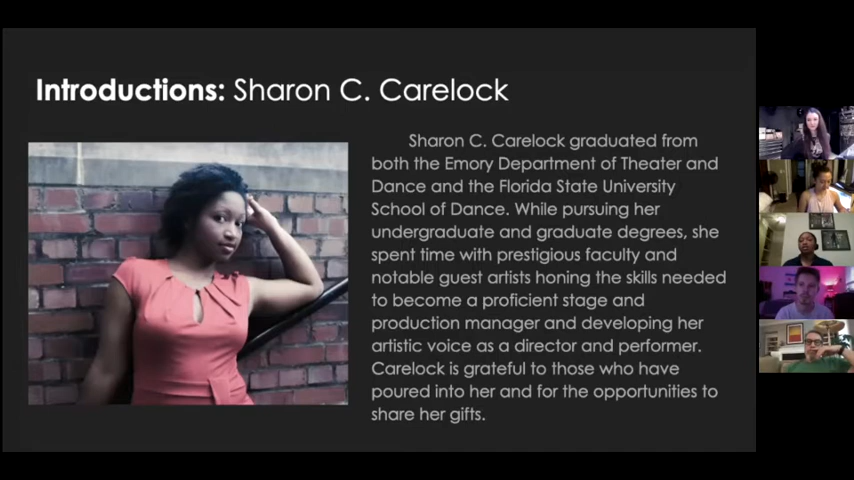 Introductions: Sharon C. Carelock
Sharon C. Carelock graduated from
both the Emory Department of Theater and
Dance and the Florida State University
School of Dance. While pursuing her
undergraduate and graduate degrees, she
spent time with prestigious faculty and
notable guest artists honing the skills needed
to become a proficient stage and
production manager and developing her
artistic voice as a director and performer.
Carelock is grateful to those who have
poured into her and for the opportunities to
share her gifts.